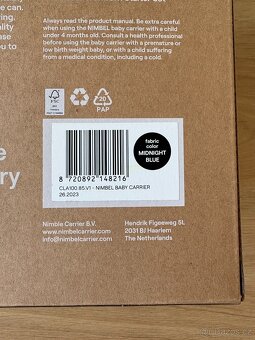 e can.
Always read the product manual. Be extra careful
when using the NIMBEL baby carrier with a child
under 4 months old. Consult a health professional
before using the baby carrier with a premature or
low birth weight baby, or with a child suffering
from a medical condition, including a cold.
FSC
20
PAP
fabric
color
MIDNIGHT
BLUE
e
ry
8 720892 148216
CLA100.85.V1 - NIMBEL BABY CARRIER
26.2023
Nimble Carrier B.V.
www.nimbelcarrier.com
info@nimbelcarrier.com
Hendrik Figeeweg 5L
2031 BJ Haarlem
The Netherlands